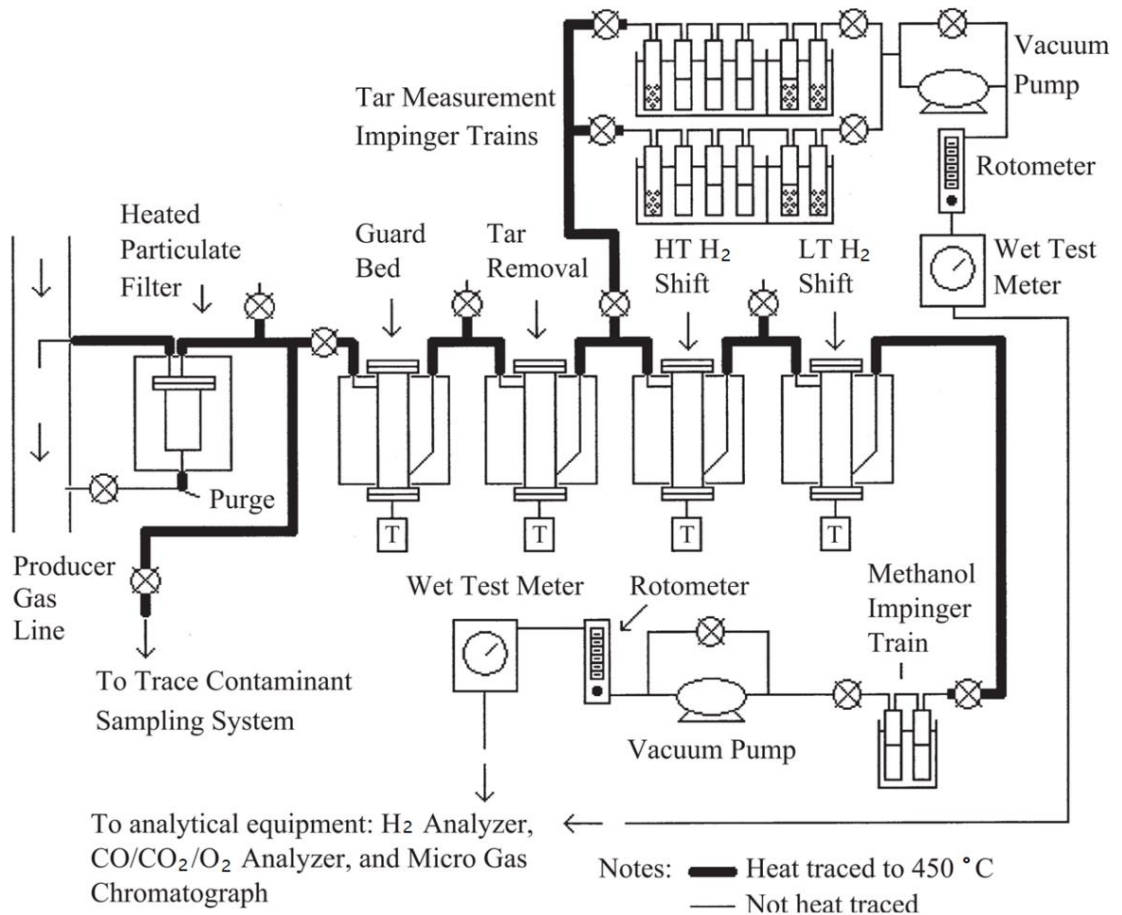 Vacuum
Pump
Tar Measurement
Impinger Trains
Rotometer
Heated
Particulate
Filter
Guard
Bed
Tar
Removal
HT H₂
Shift
LT H₂
Shift
Wet Test
Meter
Purge
T
T
T
T
Producer
Gas
Line
Wet Test Meter
Rotometer
Methanol
Impinger
Train
To Trace Contaminant
Sampling System
Vacuum Pump
To analytical equipment: H₂ Analyzer,
CO/CO₂/O₂ Analyzer, and Micro Gas
Chromatograph
Notes:
Heat traced to 450 °C
Not heat traced